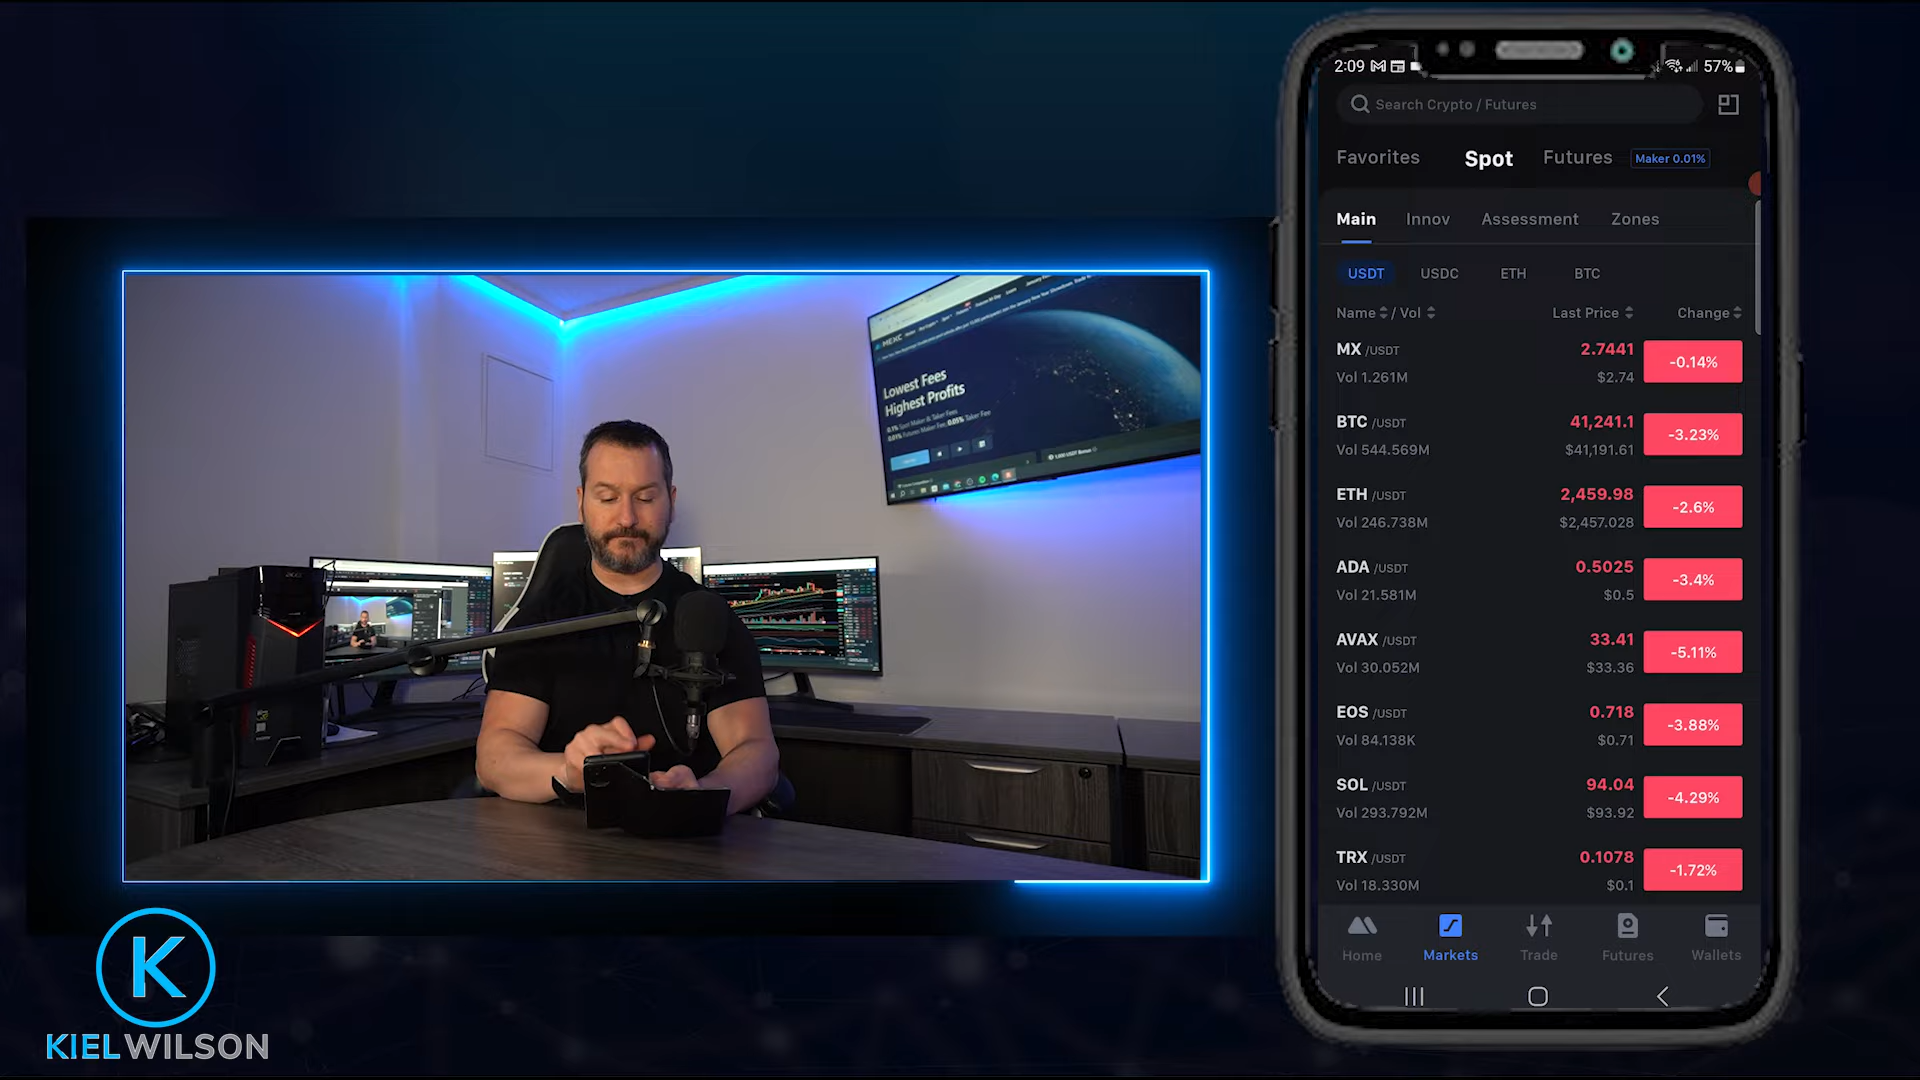 2:09
57%
Search Crypto / Futures
Favorites Spot Futures Maker 0.01%
Main Innov Assessment Zones
USDT USDC ETH BTC
Name / Vol Last Price Change
MX /USDT 2.7441 -0.14%
Vol 1.261M $2.74
BTC /USDT 41,241.1 -3.23%
Vol 544.569M $41,191.61
ETH /USDT 2,459.98 -2.6%
Vol 246.738M $2,457.028
ADA /USDT 0.5025 -3.4%
Vol 21.581M $0.5
AVAX /USDT 33.41 -5.11%
Vol 30.052M $33.36
EOS /USDT 0.718 -3.88%
Vol 84.138K $0.71
SOL /USDT 94.04 -4.29%
Vol 293.792M $93.92
TRX /USDT 0.1078 -1.72%
Vol 18.330M $0.1
Home Markets Trade Futures Wallets
MEXC
Lowest Fees
Highest Profits
K
KIELWILSON